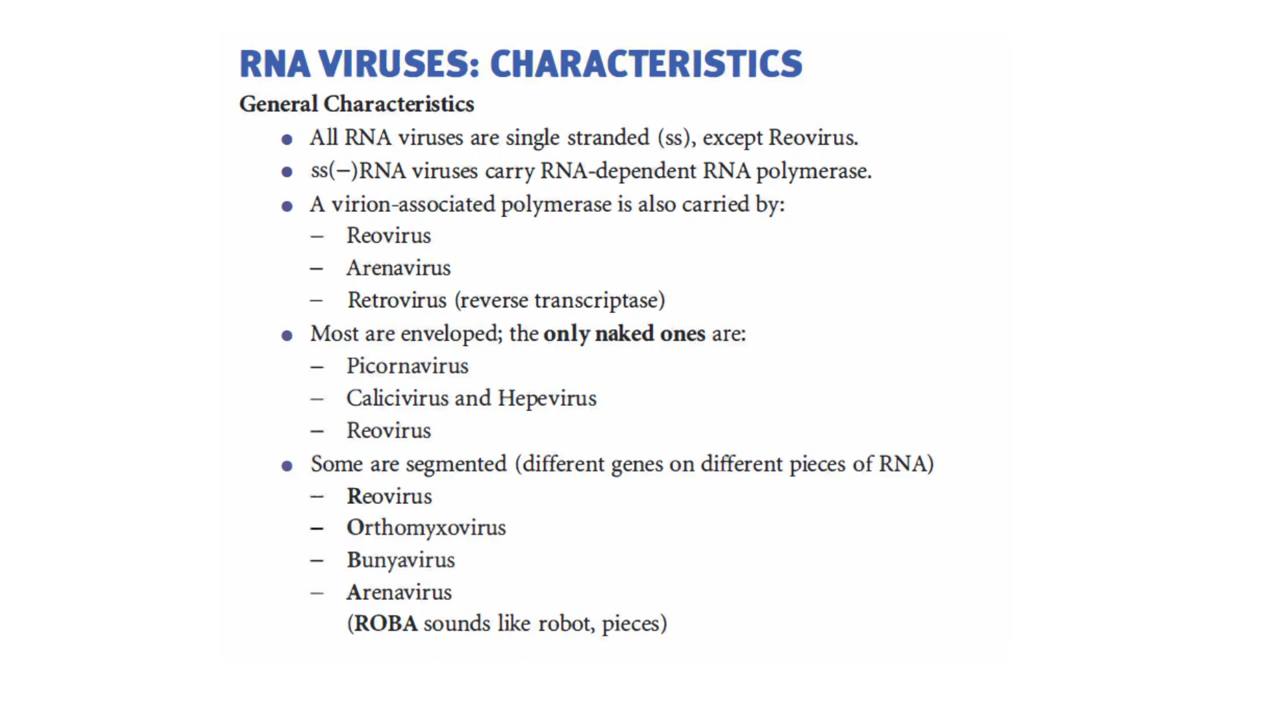 RNA VIRUSES: CHARACTERISTICS
General Characteristics
● All RNA viruses are single stranded (ss), except Reovirus.
● ss(−)RNA viruses carry RNA-dependent RNA polymerase.
● A virion-associated polymerase is also carried by:
– Reovirus
– Arenavirus
– Retrovirus (reverse transcriptase)
● Most are enveloped; the only naked ones are:
– Picornavirus
– Calicivirus and Hepevirus
– Reovirus
● Some are segmented (different genes on different pieces of RNA)
– Reovirus
– Orthomyxovirus
– Bunyavirus
– Arenavirus
(ROBA sounds like robot, pieces)